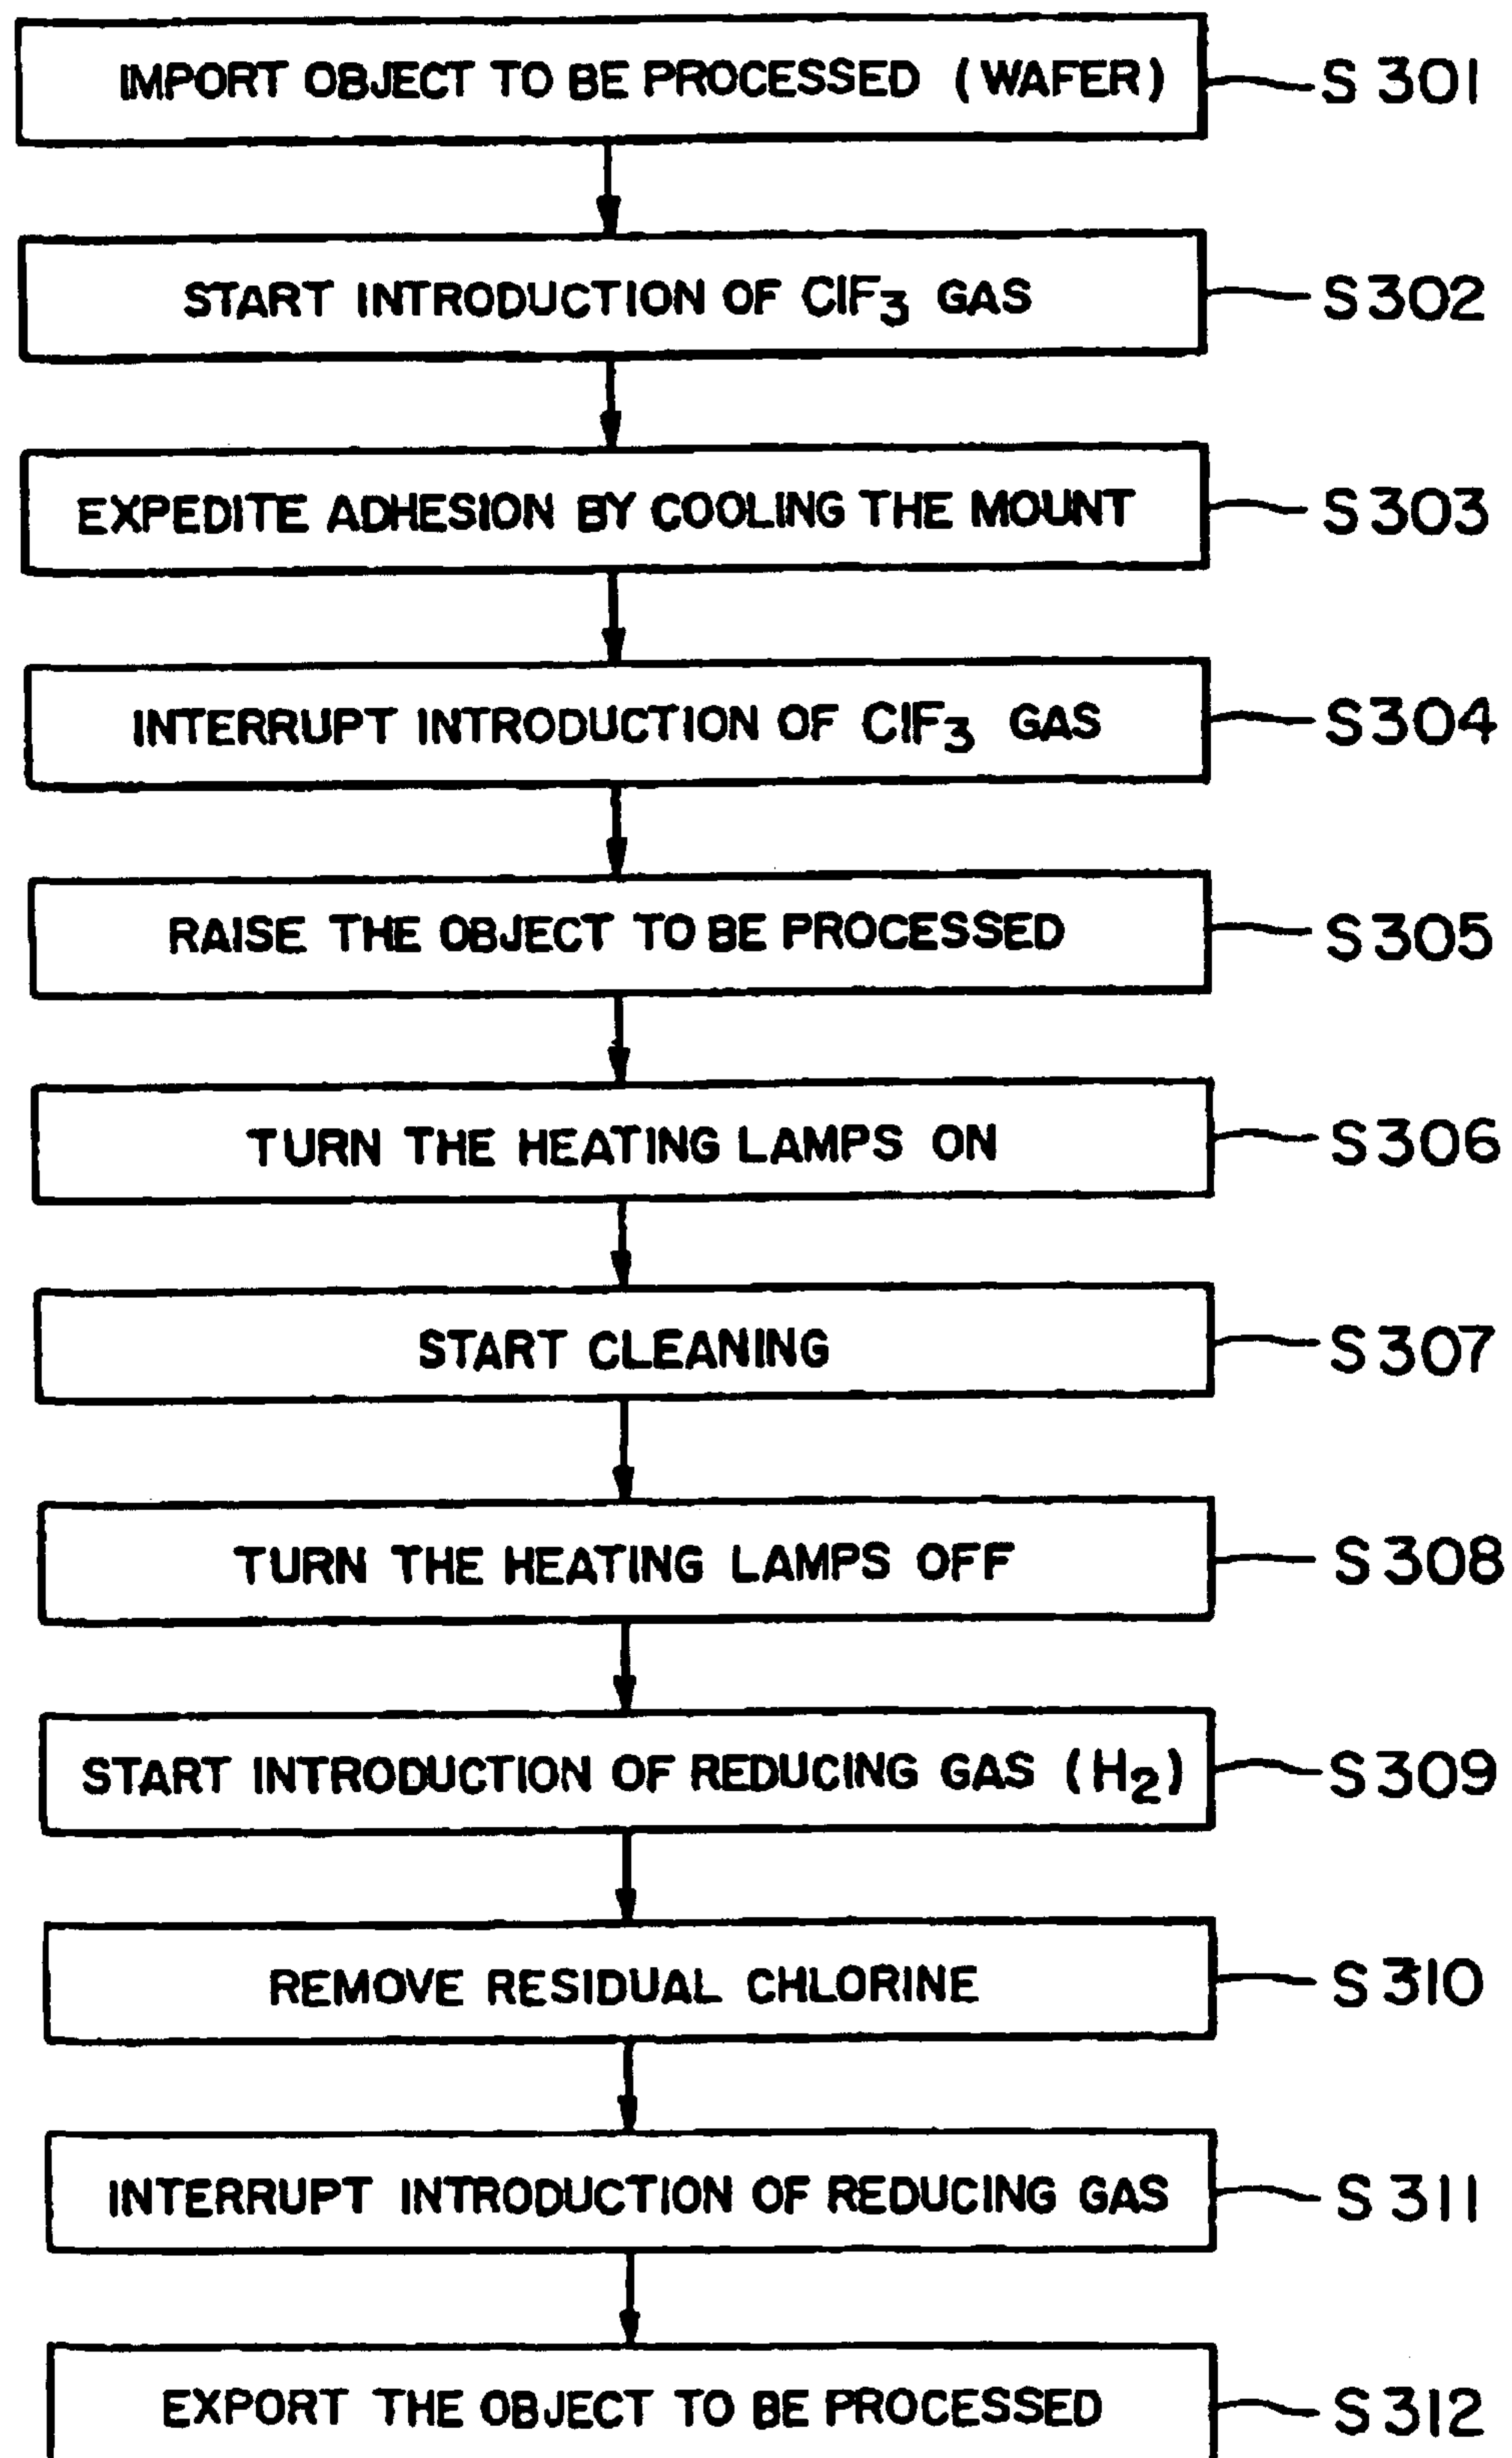 IMPORT OBJECT TO BE PROCESSED (WAFER) S301
START INTRODUCTION OF ClF₃ GAS S302
EXPEDITE ADHESION BY COOLING THE MOUNT S303
INTERRUPT INTRODUCTION OF ClF₃ GAS S304
RAISE THE OBJECT TO BE PROCESSED S305
TURN THE HEATING LAMPS ON S306
START CLEANING S307
TURN THE HEATING LAMPS OFF S308
START INTRODUCTION OF REDUCING GAS (H₂) S309
REMOVE RESIDUAL CHLORINE S310
INTERRUPT INTRODUCTION OF REDUCING GAS S311
EXPORT THE OBJECT TO BE PROCESSED S312